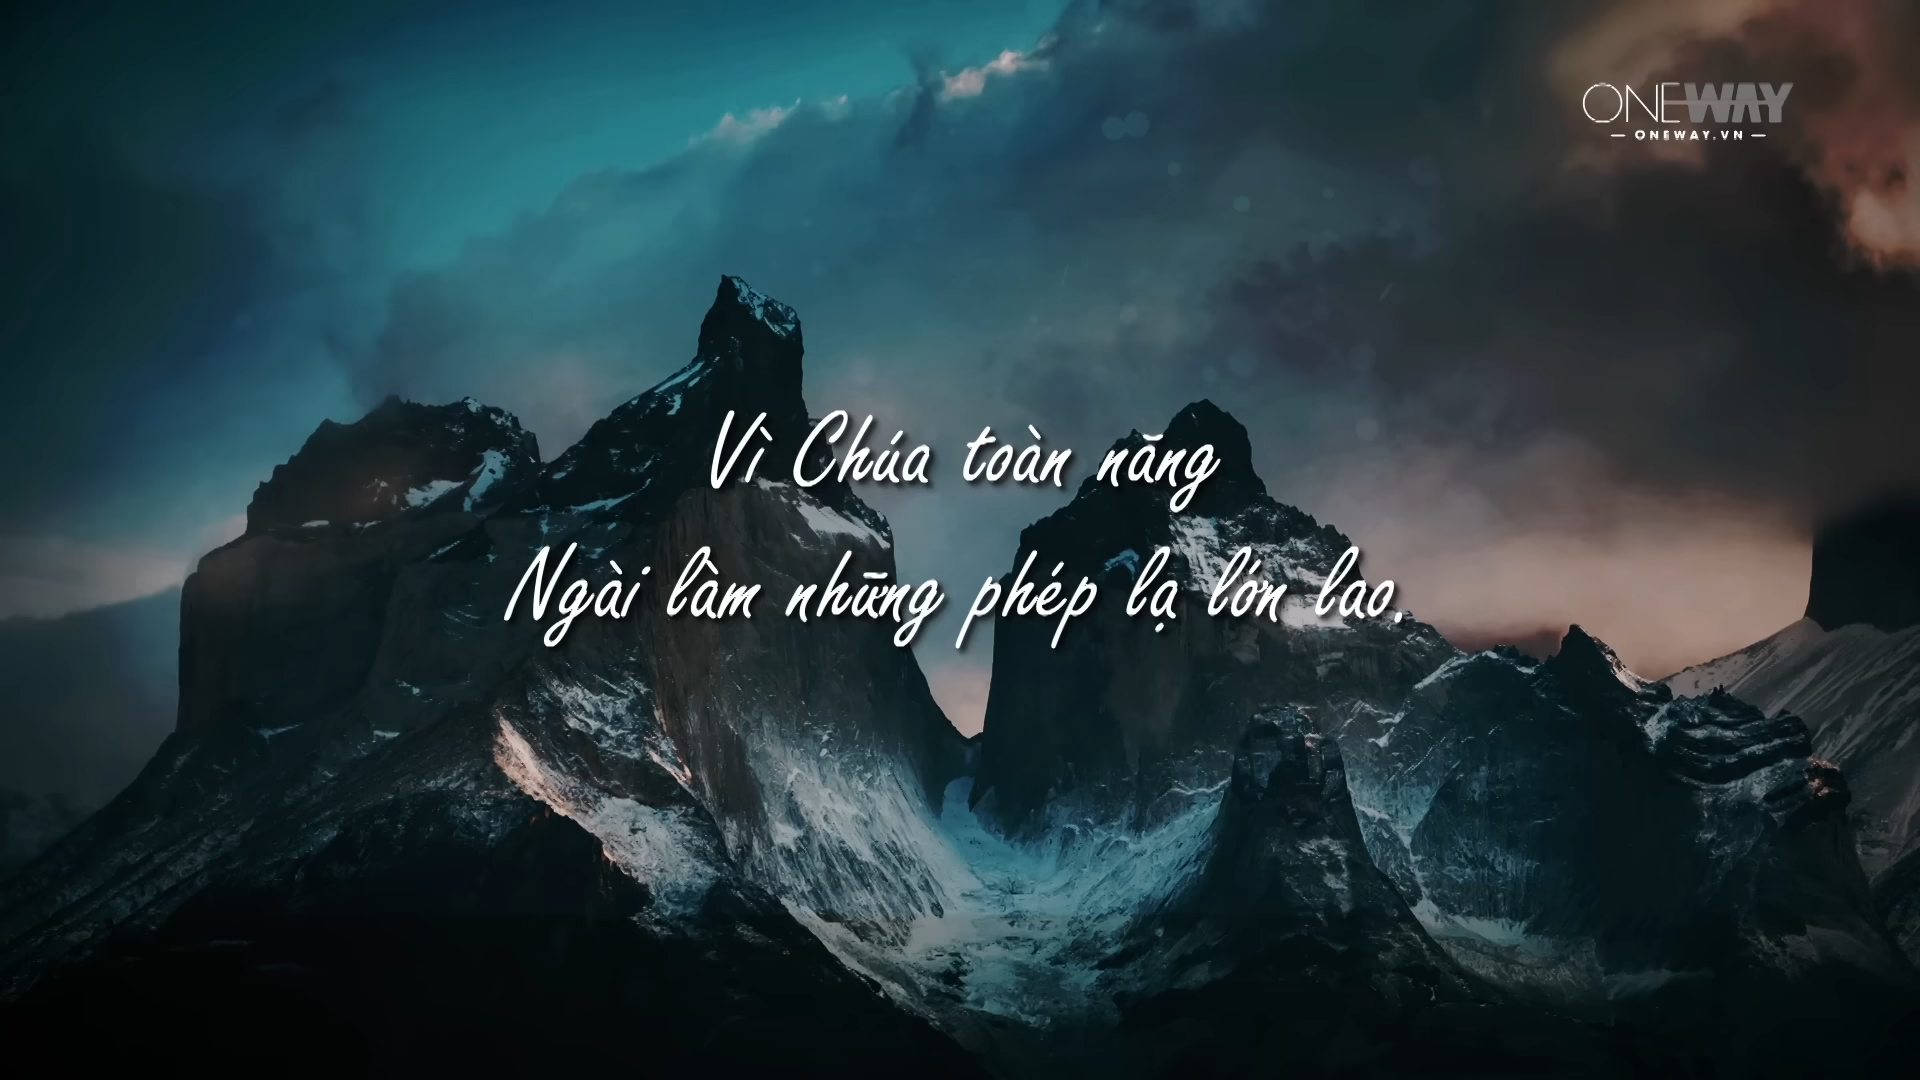 ONEWAY
— ONEWAY.VN —
Vì Chúa toàn năng
Ngài làm những phép lạ lớn lao.